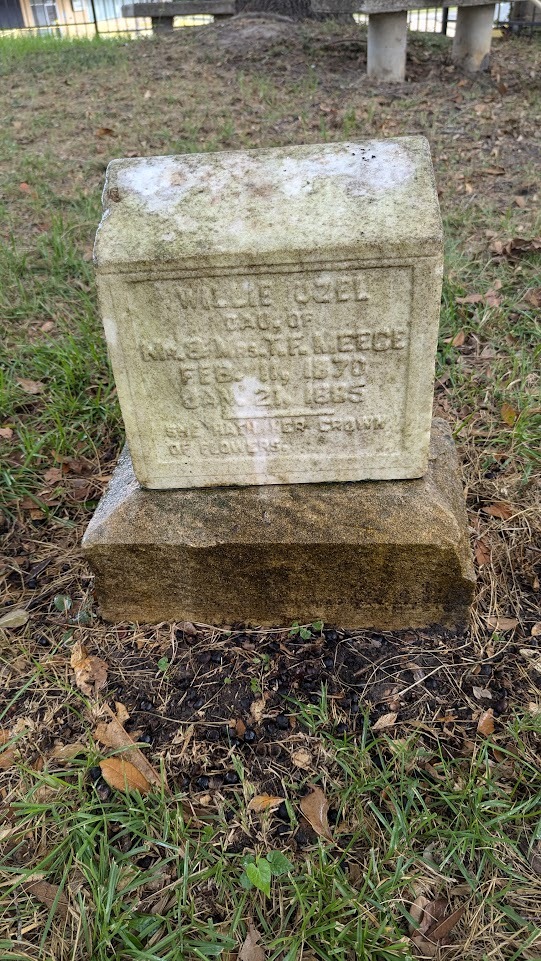 WILLIE OZEL
DAU. OF
MR. & MRS. T. F. MEECE
FEB. 11, 1870
JAN. 21, 1885
SHE HATH HER CROWN
OF FLOWERS.